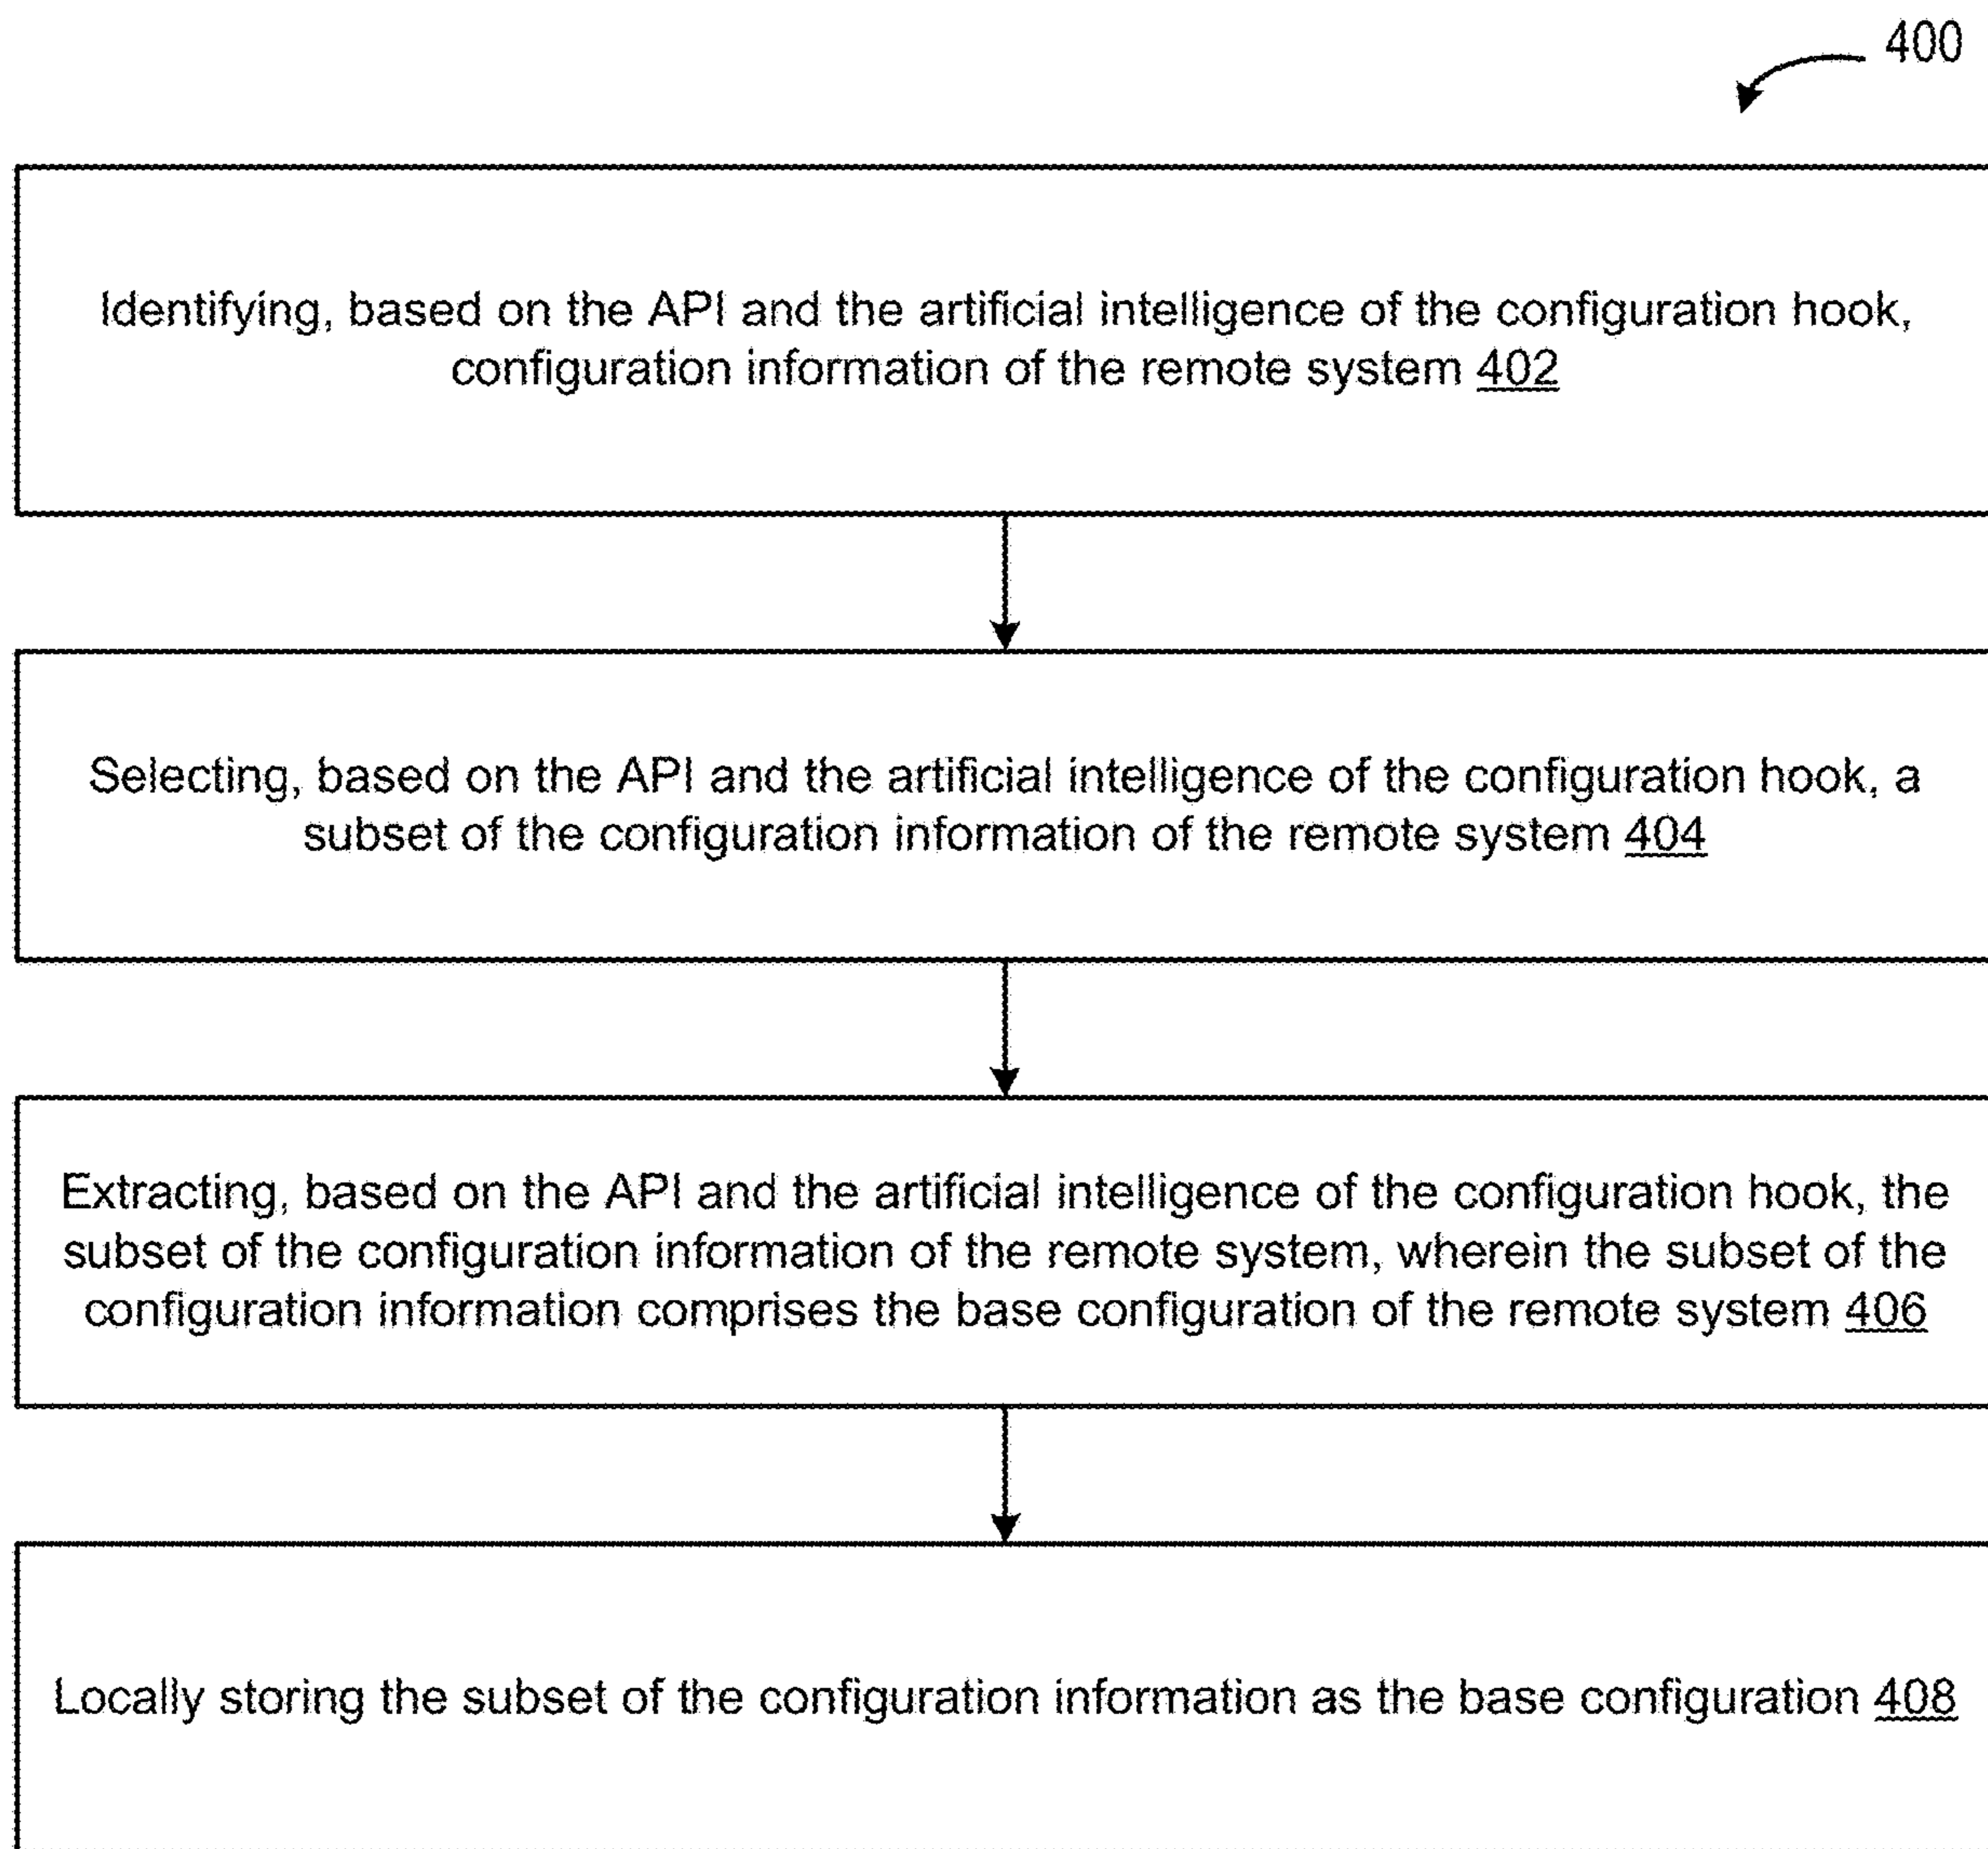 400
Identifying, based on the API and the artificial intelligence of the configuration hook,
configuration information of the remote system 402
Selecting, based on the API and the artificial intelligence of the configuration hook, a
subset of the configuration information of the remote system 404
Extracting, based on the API and the artificial intelligence of the configuration hook, the
subset of the configuration information of the remote system, wherein the subset of the
configuration information comprises the base configuration of the remote system 406
Locally storing the subset of the configuration information as the base configuration 408